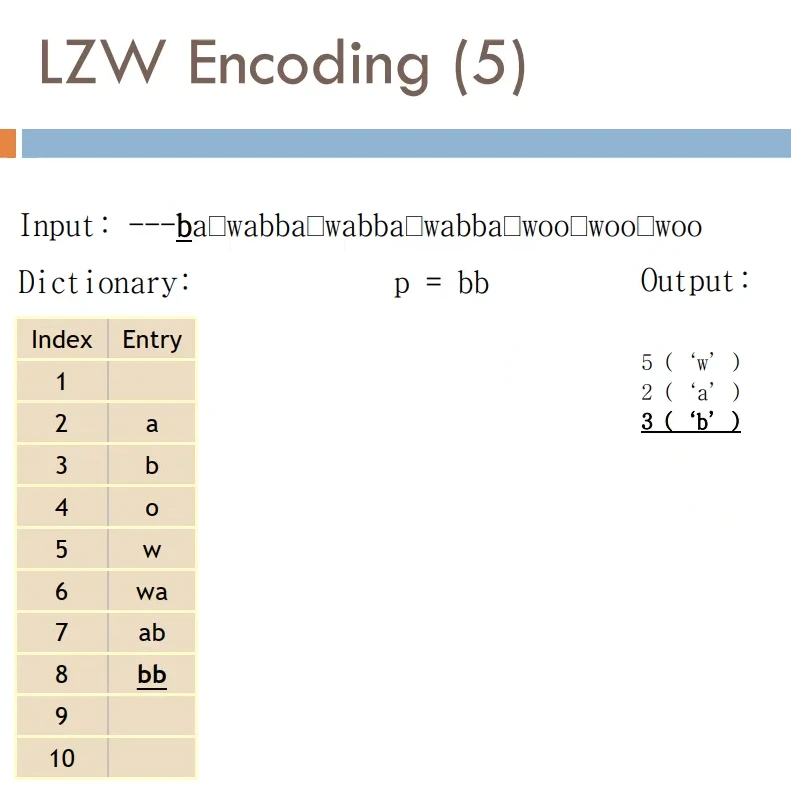 LZW Encoding (5)
Input: ---ba□wabba□wabba□wabba□woo□woo□woo
Dictionary:
p = bb
Output:
5 ( ‘w’ )
2 ( ‘a’ )
3 ( ‘b’ )
Index Entry
1
2 a
3 b
4 o
5 w
6 wa
7 ab
8 bb
9
10